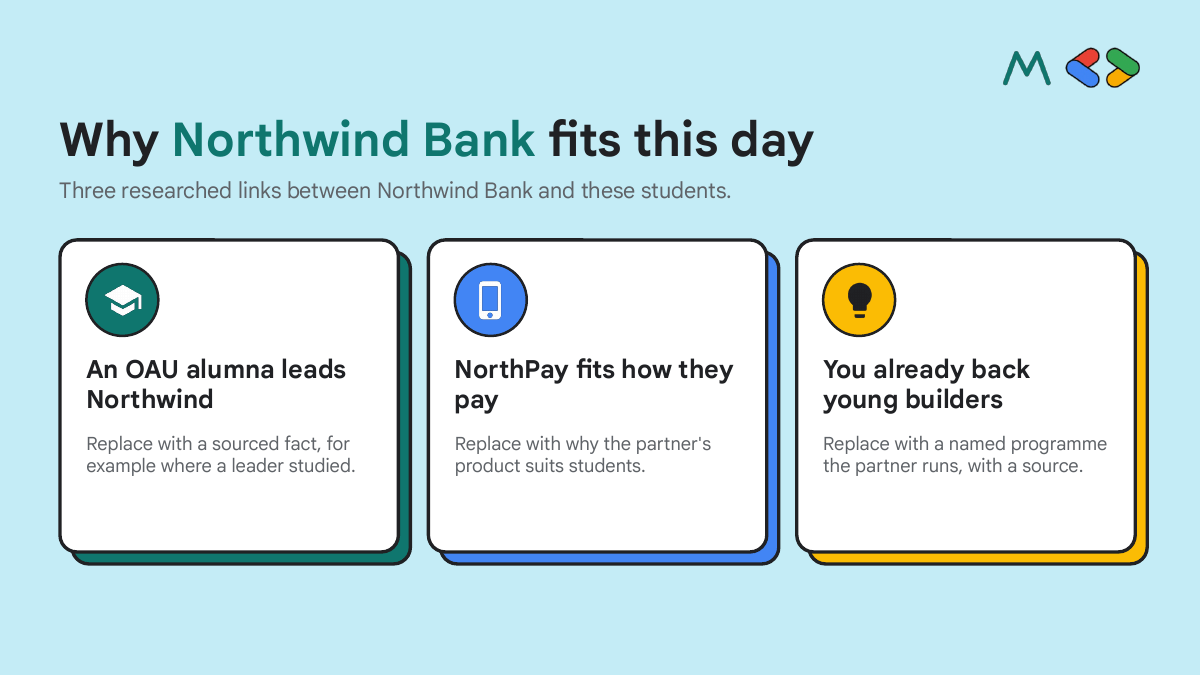 Why Northwind Bank fits this day
Three researched links between Northwind Bank and these students.
An OAU alumna leads
Northwind
Replace with a sourced fact, for
example where a leader studied.
NorthPay fits how they
pay
Replace with why the partner's
product suits students.
You already back
young builders
Replace with a named programme
the partner runs, with a source.